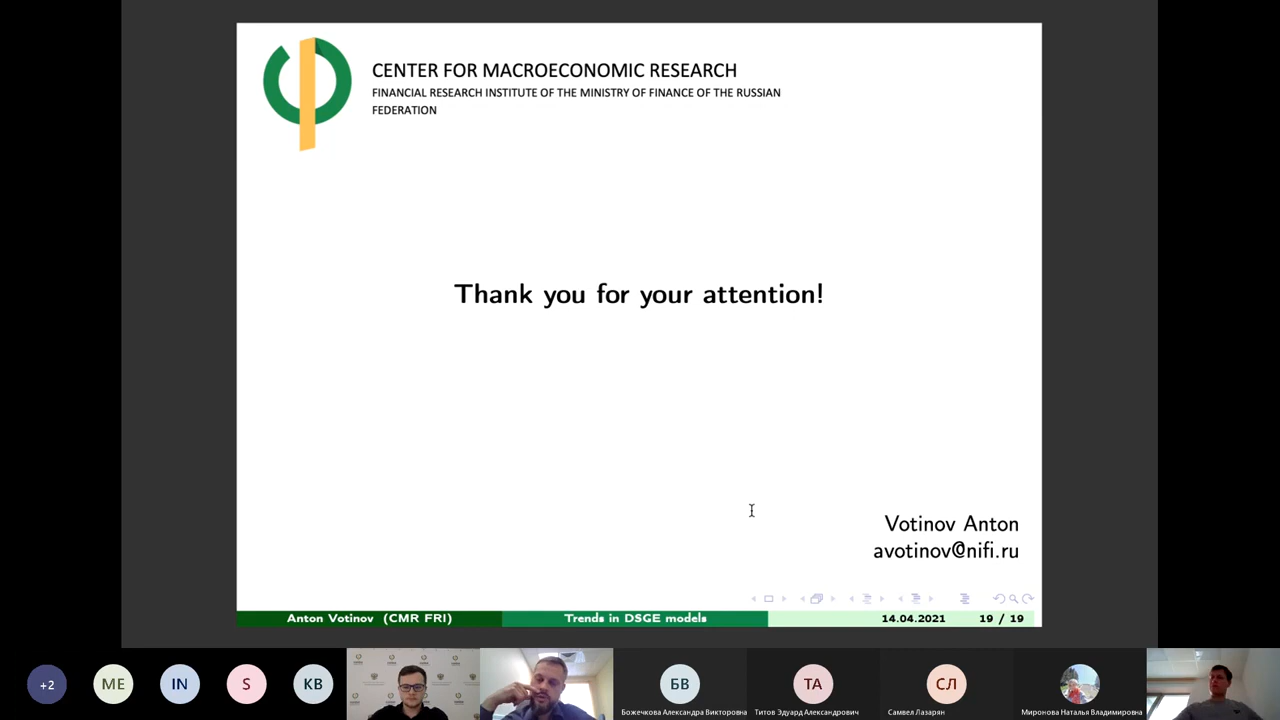 CENTER FOR MACROECONOMIC RESEARCH
FINANCIAL RESEARCH INSTITUTE OF THE MINISTRY OF FINANCE OF THE RUSSIAN
FEDERATION
Thank you for your attention!
Votinov Anton
avotinov@nifi.ru
Anton Votinov (CMR FRI)
Trends in DSGE models
14.04.2021
19 / 19
+2
ME
IN
S
КВ
БВ
ТА
СЛ
Божечкова Александра Викторовна
Титов Эдуард Александрович
Самвел Лазарян
Миронова Наталья Владимировна